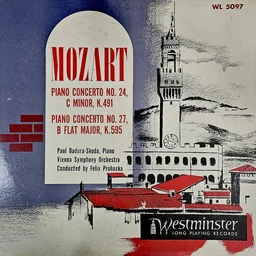 WL 5097
MOZART
PIANO CONCERTO NO. 24,
C MINOR, K.491
PIANO CONCERTO NO. 27,
B FLAT MAJOR, K.595
Paul Badura-Skoda, Piano
Vienna Symphony Orchestra
Conducted by Felix Prohaska
Westminster
LONG PLAYING RECORDS